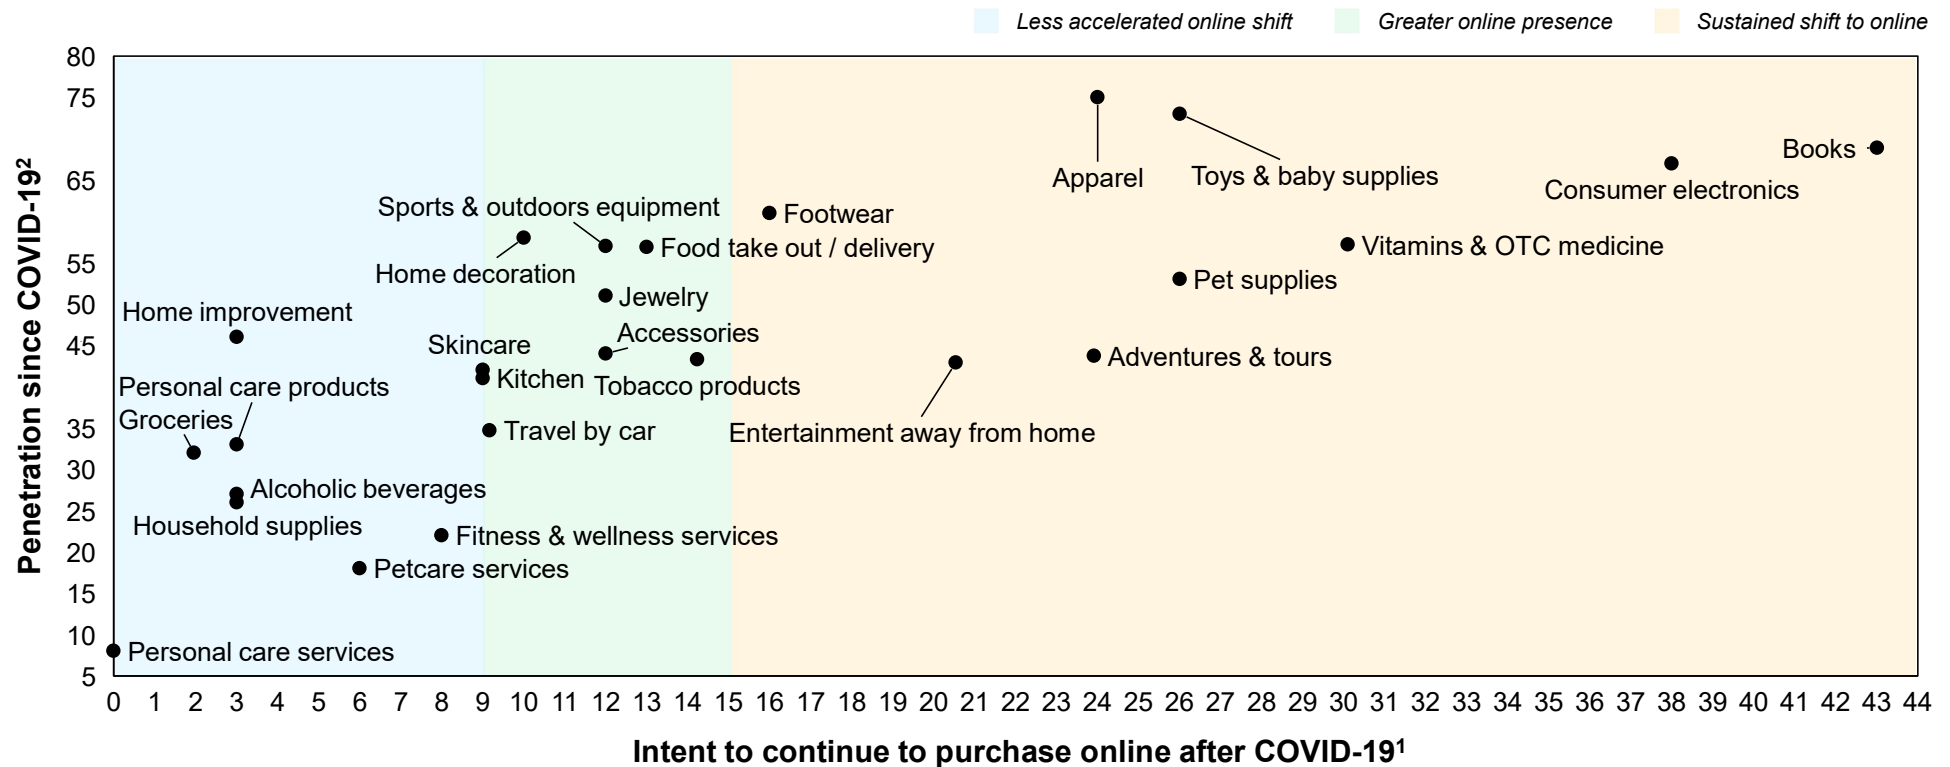 Less accelerated online shift
Greater online presence
Sustained shift to online
80
75
65
55
50
45
35
30
25
20
15
10
5
Penetration since COVID-19²
Apparel
Toys & baby supplies
Books
Consumer electronics
Sports & outdoors equipment
Footwear
Food take out / delivery
Home decoration
Vitamins & OTC medicine
Pet supplies
Jewelry
Home improvement
Accessories
Skincare
Adventures & tours
Kitchen
Tobacco products
Personal care products
Groceries
Travel by car
Entertainment away from home
Alcoholic beverages
Household supplies
Fitness & wellness services
Petcare services
Personal care services
0 1 2 3 4 5 6 7 8 9 10 11 12 13 14 15 16 17 18 19 20 21 22 23 24 25 26 27 28 29 30 31 32 33 34 35 36 37 38 39 40 41 42 43 44
Intent to continue to purchase online after COVID-19¹